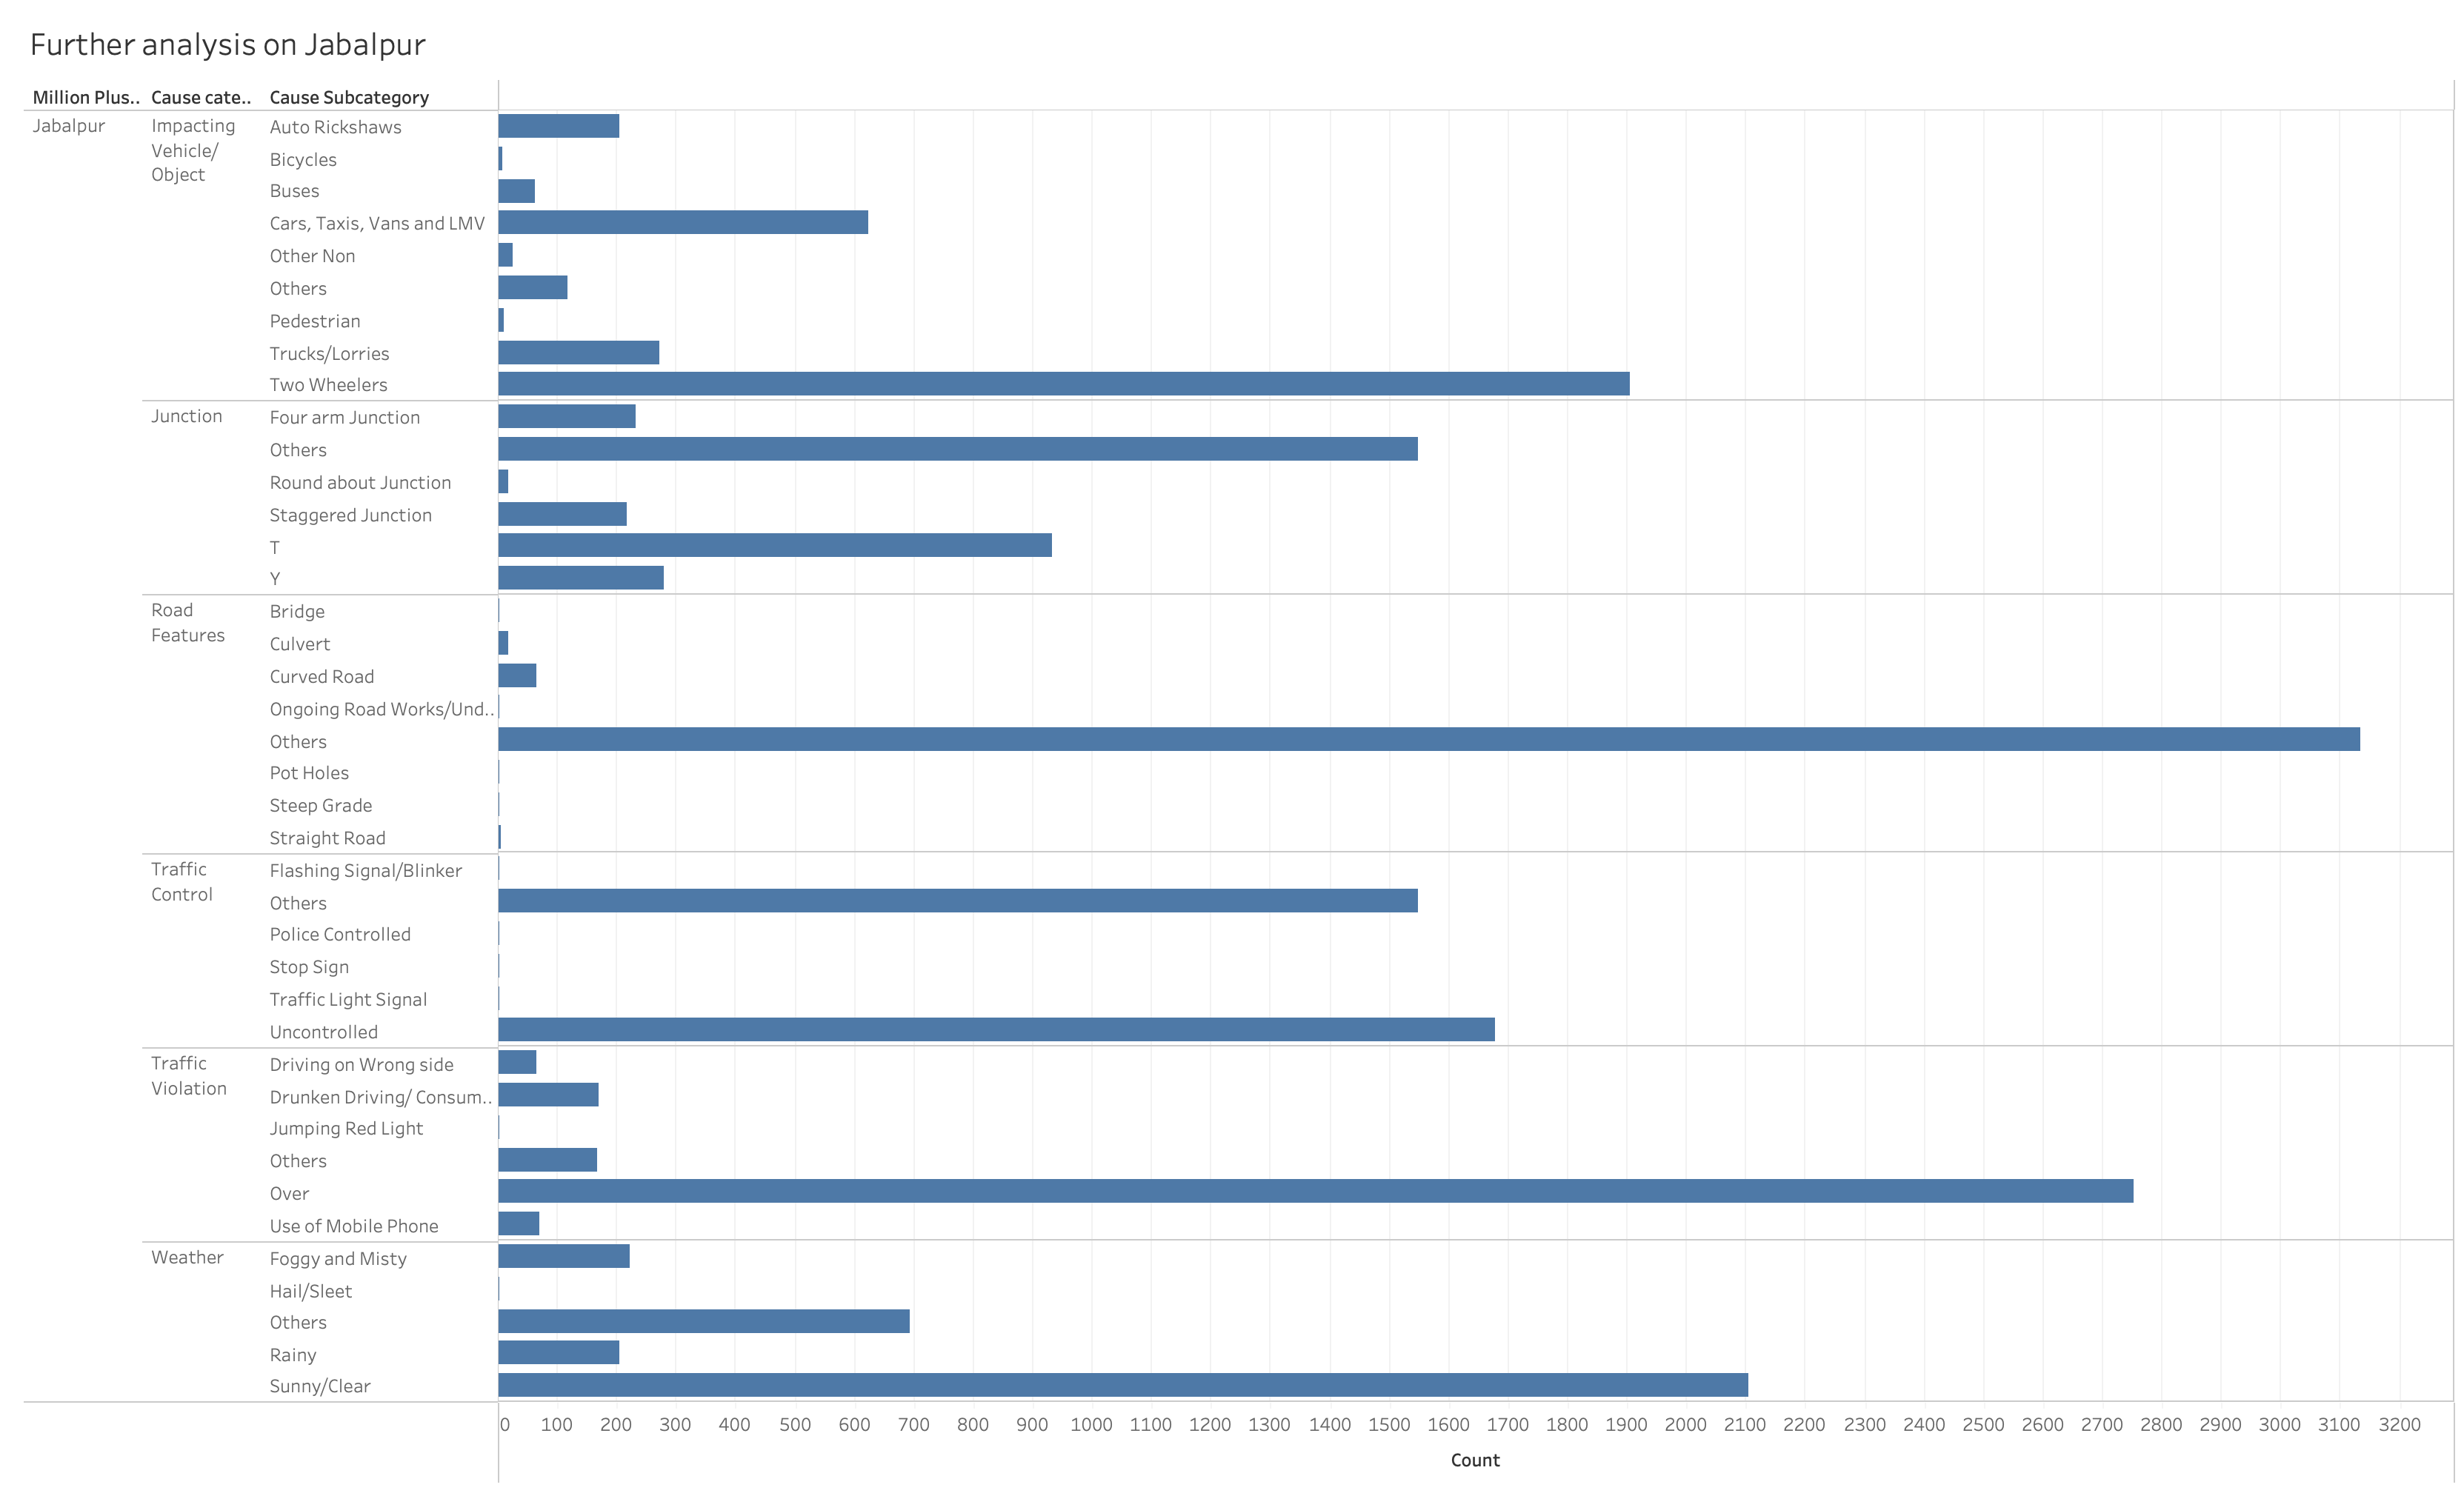 Further analysis on Jabalpur
Million Plus.. Cause cate.. Cause Subcategory
Jabalpur Impacting Vehicle/ Object Auto Rickshaws
Bicycles
Buses
Cars, Taxis, Vans and LMV
Other Non
Others
Pedestrian
Trucks/Lorries
Two Wheelers
Junction Four arm Junction
Others
Round about Junction
Staggered Junction
T
Y
Road Features Bridge
Culvert
Curved Road
Ongoing Road Works/Und..
Others
Pot Holes
Steep Grade
Straight Road
Traffic Control Flashing Signal/Blinker
Others
Police Controlled
Stop Sign
Traffic Light Signal
Uncontrolled
Traffic Violation Driving on Wrong side
Drunken Driving/ Consum..
Jumping Red Light
Others
Over
Use of Mobile Phone
Weather Foggy and Misty
Hail/Sleet
Others
Rainy
Sunny/Clear
0 100 200 300 400 500 600 700 800 900 1000 1100 1200 1300 1400 1500 1600 1700 1800 1900 2000 2100 2200 2300 2400 2500 2600 2700 2800 2900 3000 3100 3200
Count